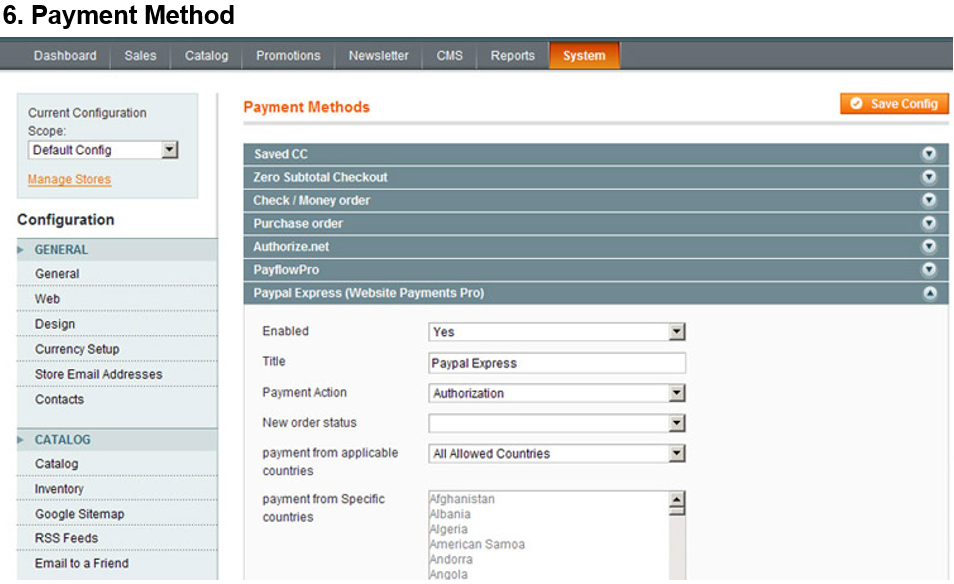 6. Payment Method
Dashboard Sales Catalog Promotions Newsletter CMS Reports System
Current Configuration
Scope:
Default Config
Manage Stores
Configuration
GENERAL
General
Web
Design
Currency Setup
Store Email Addresses
Contacts
CATALOG
Catalog
Inventory
Google Sitemap
RSS Feeds
Email to a Friend
Payment Methods
Save Config
Saved CC
Zero Subtotal Checkout
Check / Money order
Purchase order
Authorize.net
PayflowPro
Paypal Express (Website Payments Pro)
Enabled Yes
Title Paypal Express
Payment Action Authorization
New order status
payment from applicable
countries
All Allowed Countries
payment from Specific
countries
Afghanistan
Albania
Algeria
American Samoa
Andorra
Angola